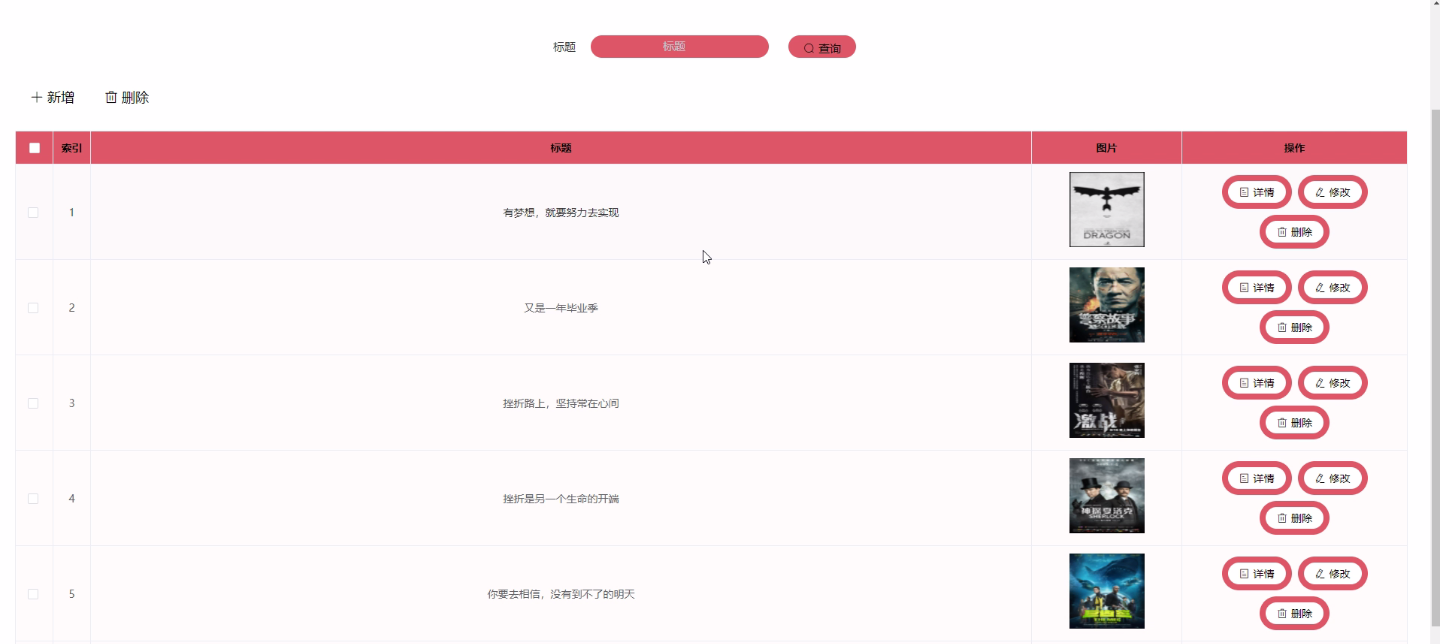 标题 标题 查询
新增 删除
索引 标题 图片 操作
1 有梦想，就要努力去实现 DRAGON 详情 修改
删除
2 又是一年毕业季 警察故事 详情 修改
删除
3 挫折路上，坚持常在心间 激战 详情 修改
删除
4 挫折是另一个生命的开端 神探夏洛克 SHERLOCK 详情 修改
删除
5 你要去相信，没有到不了的明天 详情 修改
删除